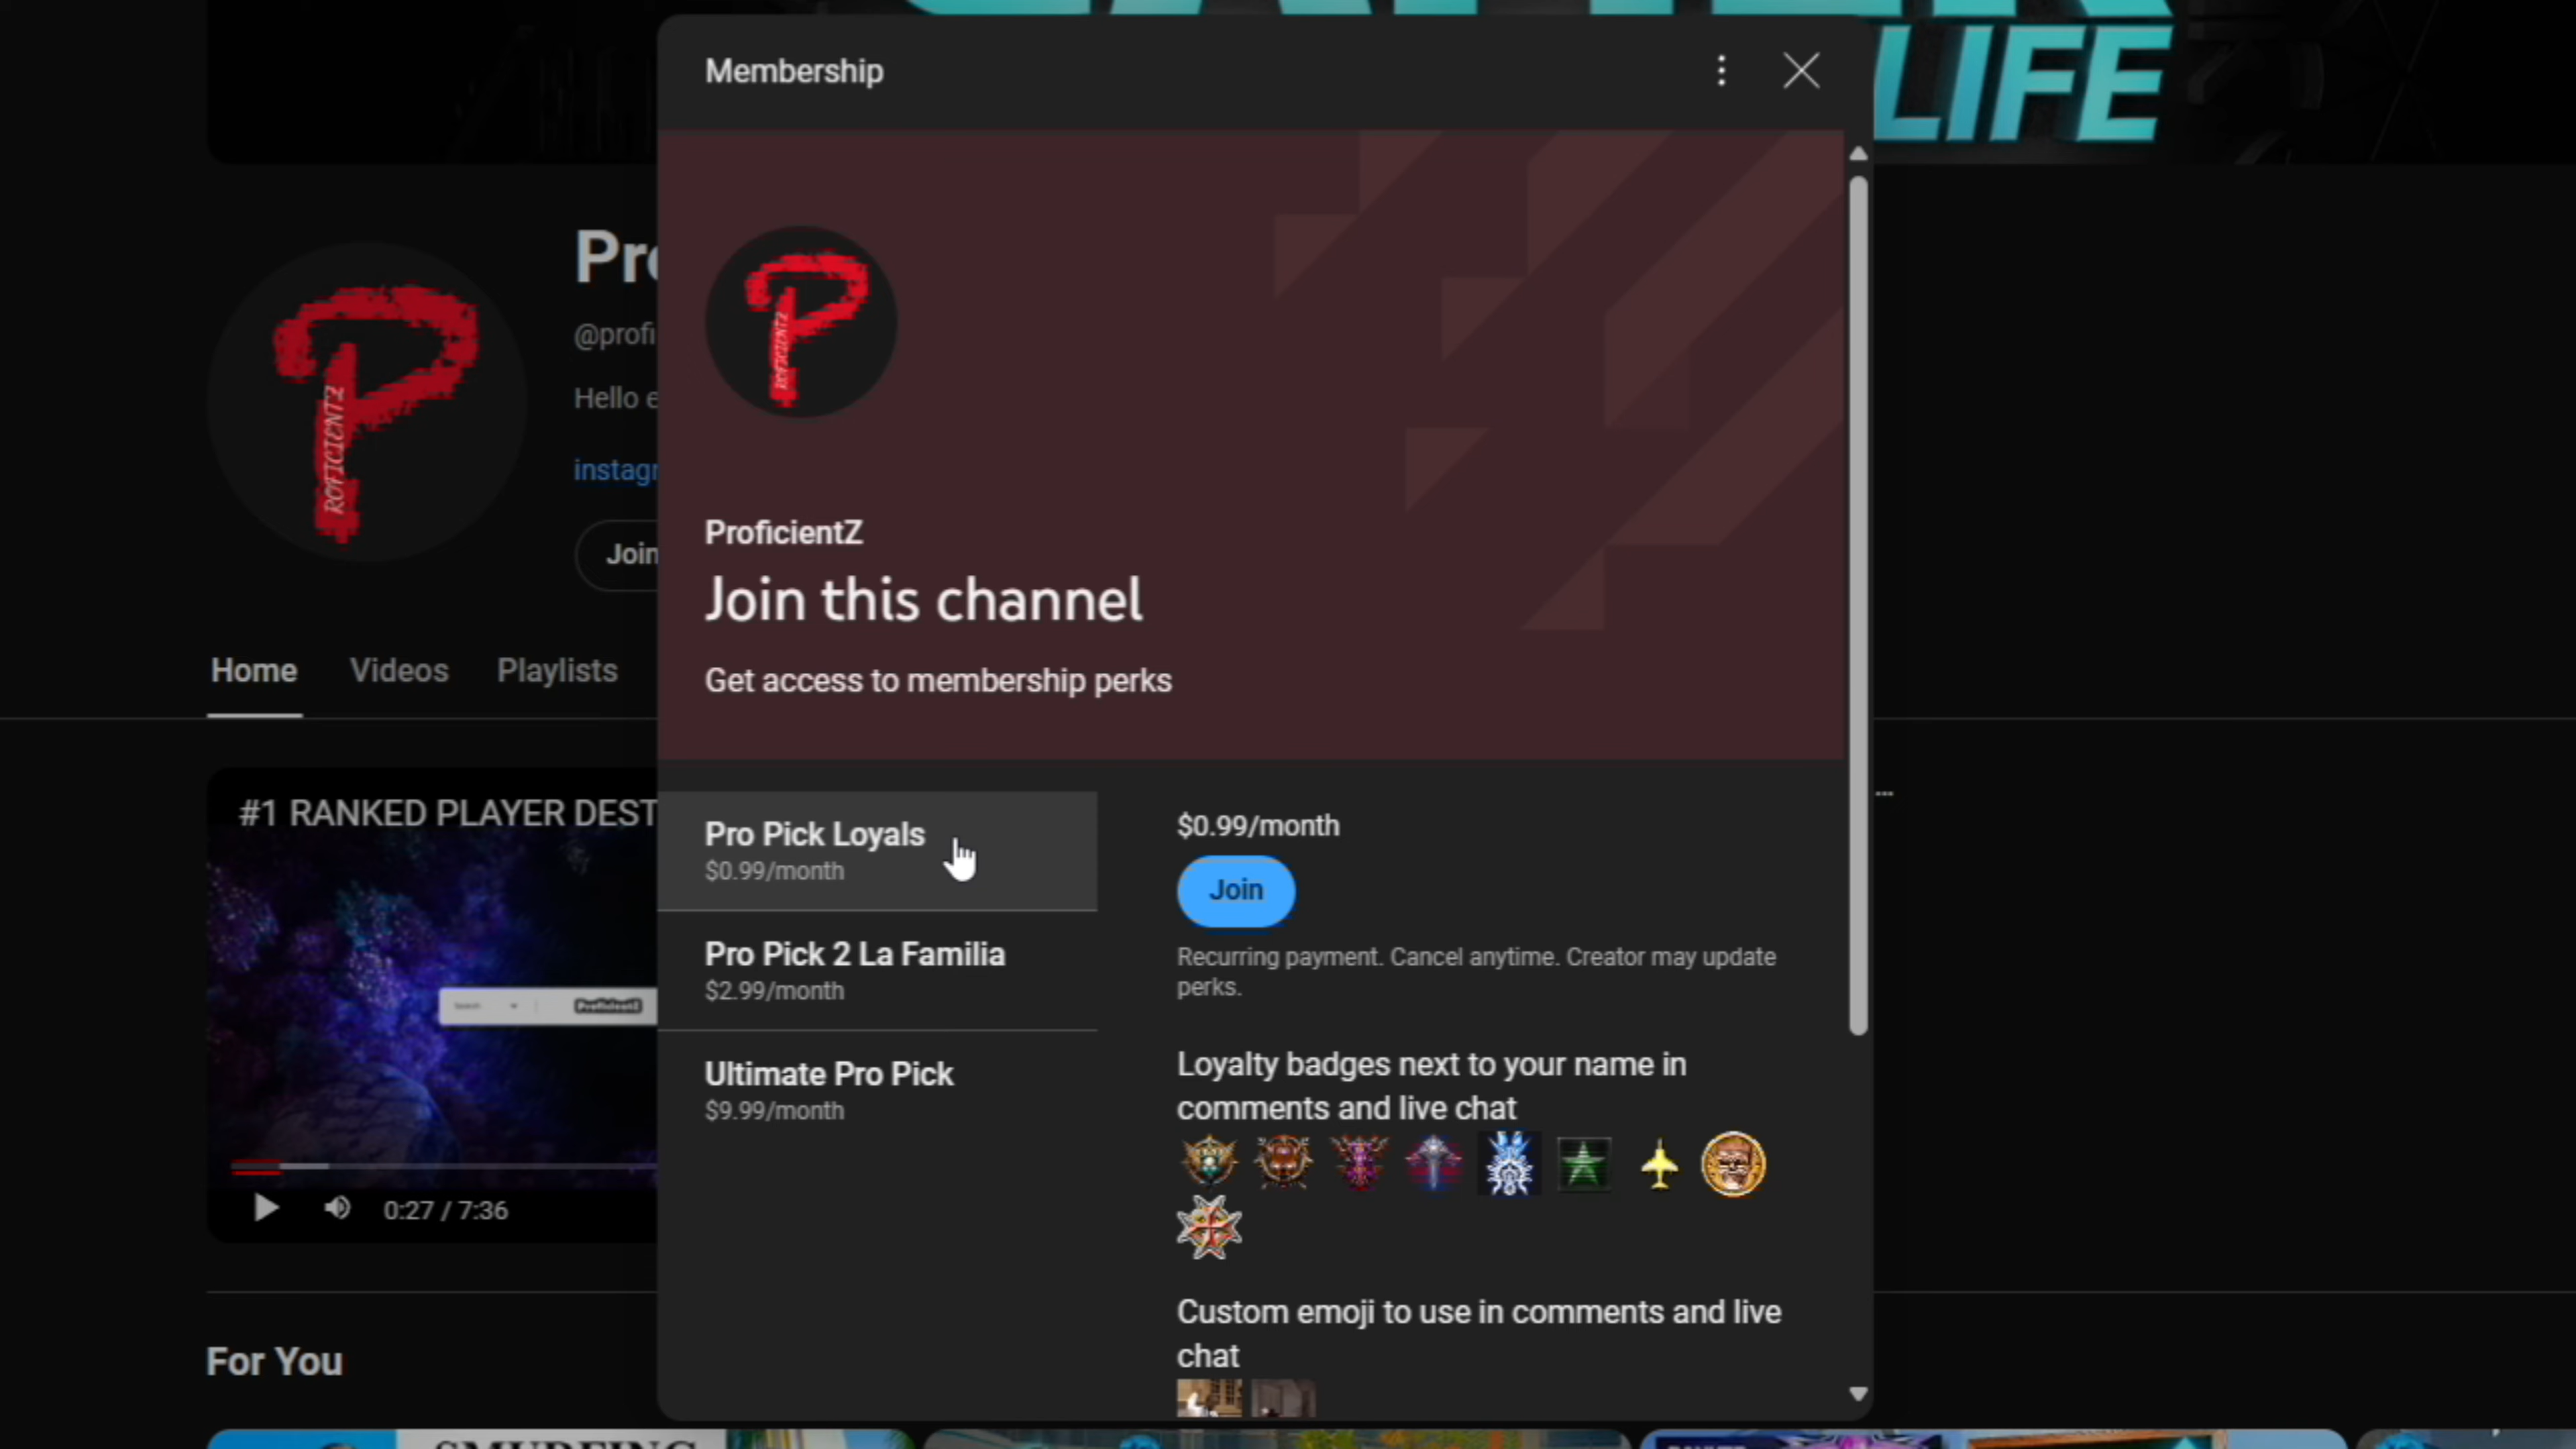 LIFE
Membership
Pro
@profi
Hello e
instagr
Join
ROFICIENTZ
ROFICIENTZ
ProficientZ
Join this channel
Get access to membership perks
Home Videos Playlists
#1 RANKED PLAYER DEST
ProficientZ
0:27 / 7:36
Pro Pick Loyals
$0.99/month
Pro Pick 2 La Familia
$2.99/month
Ultimate Pro Pick
$9.99/month
$0.99/month
Join
Recurring payment. Cancel anytime. Creator may update
perks.
Loyalty badges next to your name in
comments and live chat
Custom emoji to use in comments and live
chat
...
For You
SMURFING